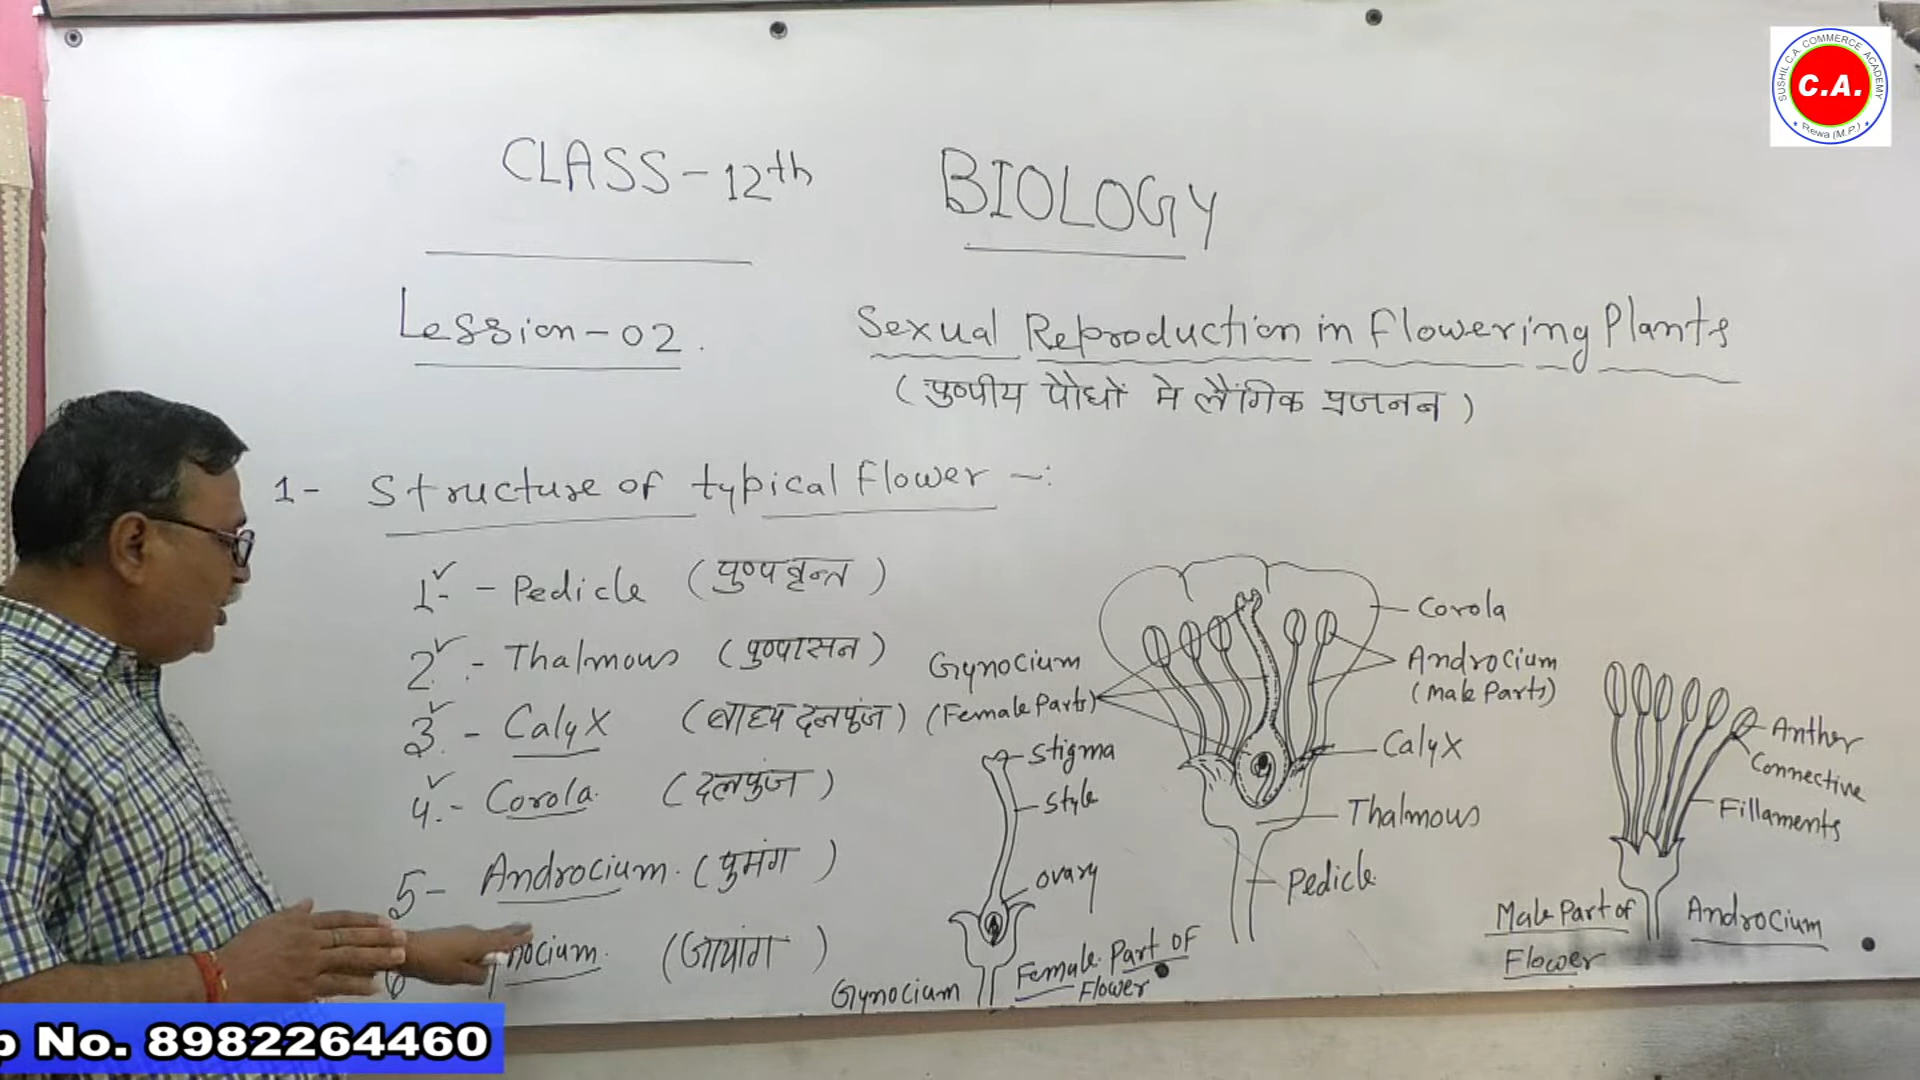 SUSHIL C.A. COMMERCE ACADEMY
C.A.
* Rewa (M.P.) *
CLASS-12th BIOLOGY
Lession-02. Sexual Reproduction in Flowering Plants
(पुष्पीय पौधों मे लैंगिक प्रजनन)
1- Structure of typical Flower -:
1- - Pedicle (पुष्पवृन्त)
2.- Thalmous (पुष्पासन)
3.- CalyX (बाह्य दलपुंज)
4.- Corola. (दलपुंज)
5- Androcium. (पुमंग)
6 nocium. (जायांग)
Corola
Androcium
(Male Parts)
Gynocium
(Female Parts)
CalyX
Thalmous
Pedicle
Stigma
Style
Ovary
Gynocium
Female Part OF
Flower
Anther
Connective
Fillaments
Male Part of
Flower
Androcium
p No. 8982264460